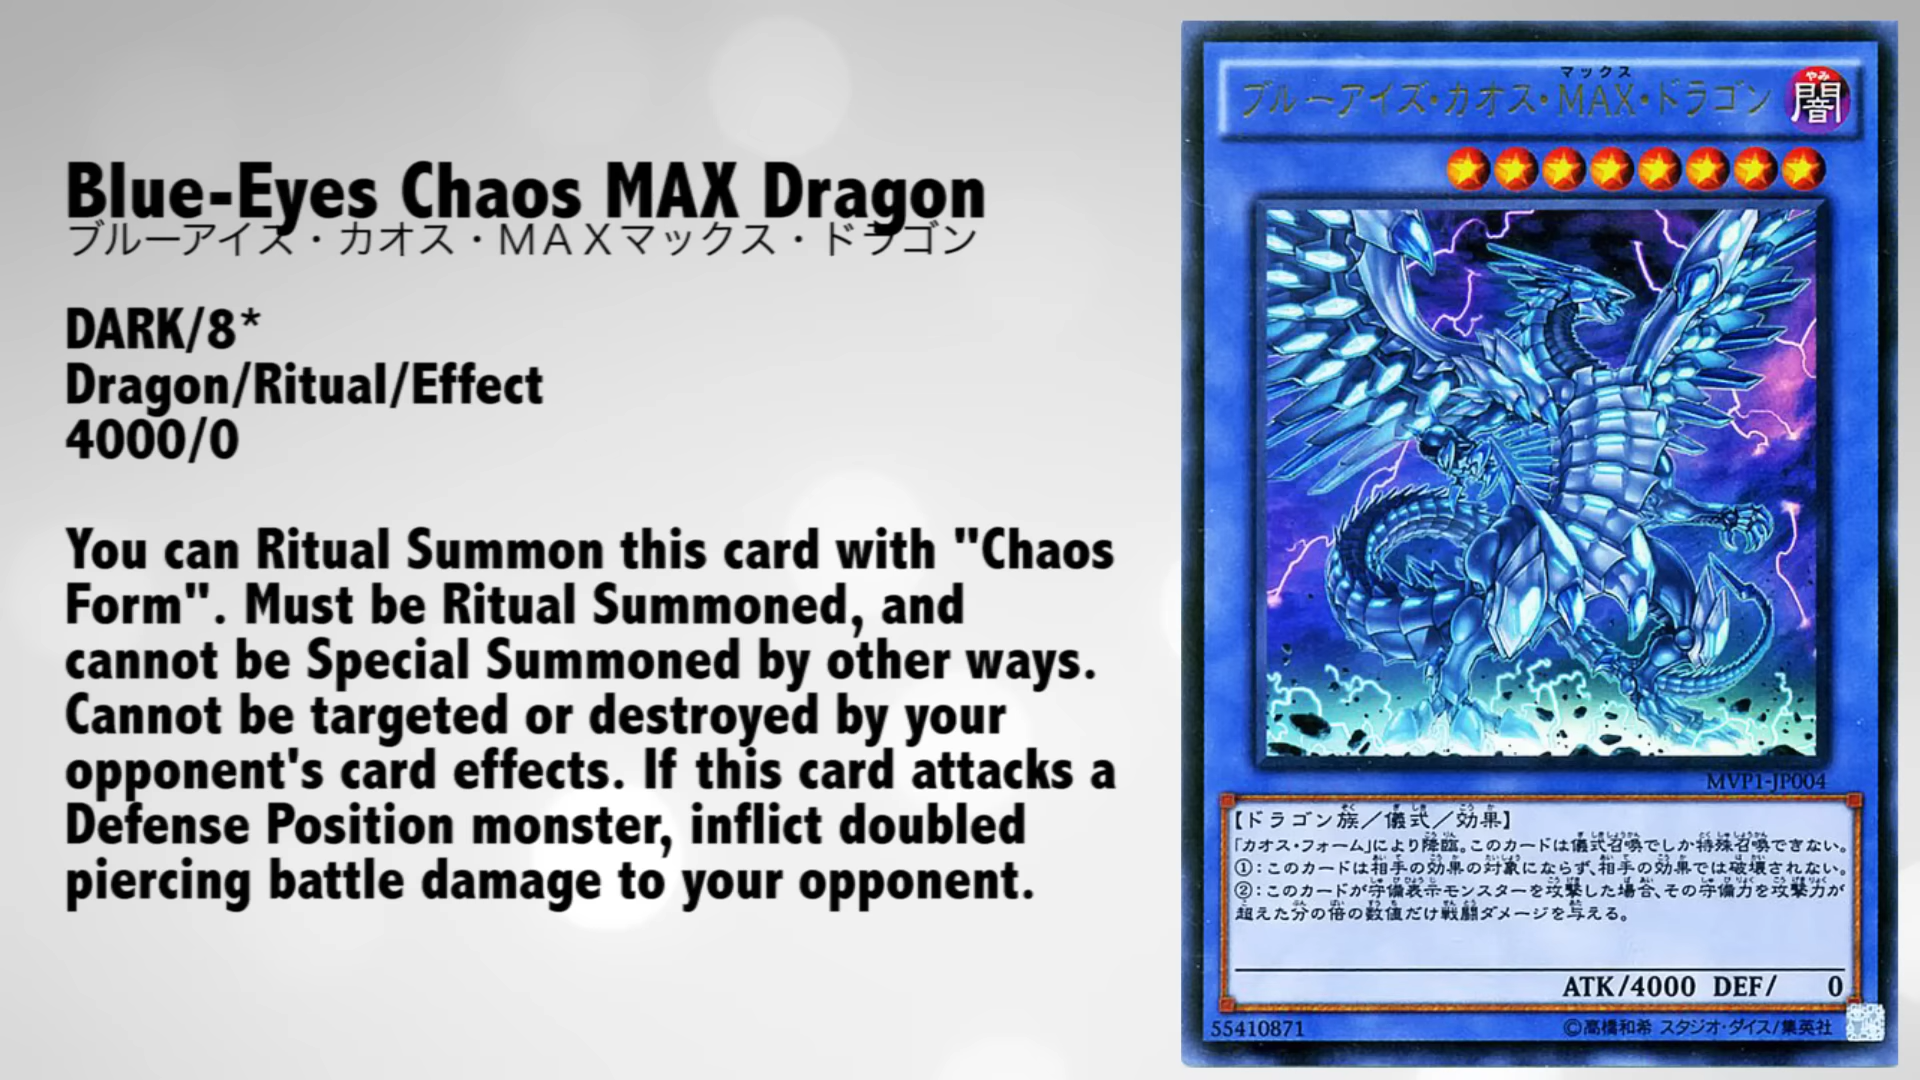 Blue-Eyes Chaos MAX Dragon
ブルーアイズ・カオス・ＭＡＸマックス・ドラゴン
DARK/8*
Dragon/Ritual/Effect
4000/0
You can Ritual Summon this card with "Chaos
Form". Must be Ritual Summoned, and
cannot be Special Summoned by other ways.
Cannot be targeted or destroyed by your
opponent's card effects. If this card attacks a
Defense Position monster, inflict doubled
piercing battle damage to your opponent.
マックス
ブルーアイズ・カオス・MAX・ドラゴン
やみ
闇
MVP1-JP004
【ドラゴン族／儀式／効果】
「カオス・フォーム」により降臨。このカードは儀式召喚でしか特殊召喚できない。
①：このカードは相手の効果の対象にならず、相手の効果では破壊されない。
②：このカードが守備表示モンスターを攻撃した場合、その守備力を攻撃力が
超えた分の倍の数値だけ戦闘ダメージを与える。
ATK/4000 DEF/ 0
55410871
©高橋和希 スタジオ・ダイス/集英社